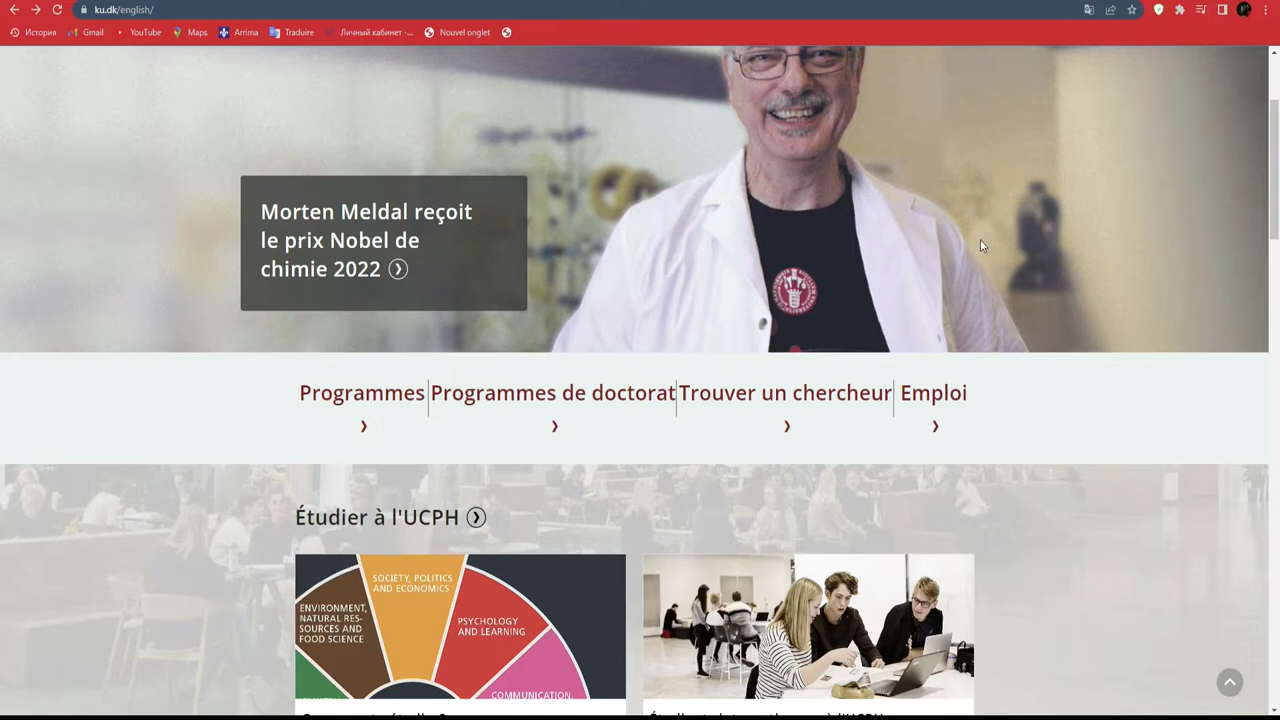 ku.dk/english/
История Gmail YouTube Maps Arrima Traduire Личный кабинет -... Nouvel onglet
Morten Meldal reçoit
le prix Nobel de
chimie 2022
Programmes Programmes de doctorat Trouver un chercheur Emploi
Étudier à l'UCPH
SOCIETY, POLITICS
AND ECONOMICS
ENVIRONMENT,
NATURAL RES-
SOURCES AND
FOOD SCIENCE
PSYCHOLOGY
AND LEARNING
COMMUNICATION,